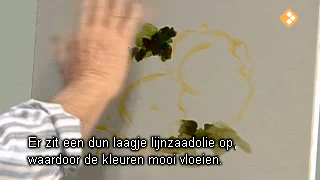 Er zit een dun laagje lijnzaadolie op,
waardoor de kleuren mooi vloeien.